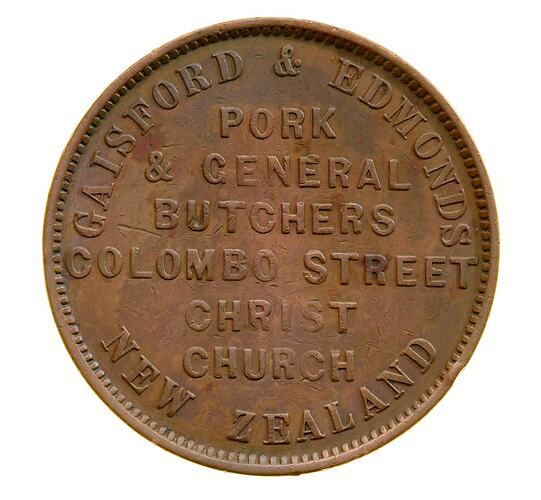 GAISFORD & EDMONDS
PORK
& GENERAL
BUTCHERS
COLOMBO STREET
CHRIST
CHURCH
NEW ZEALAND